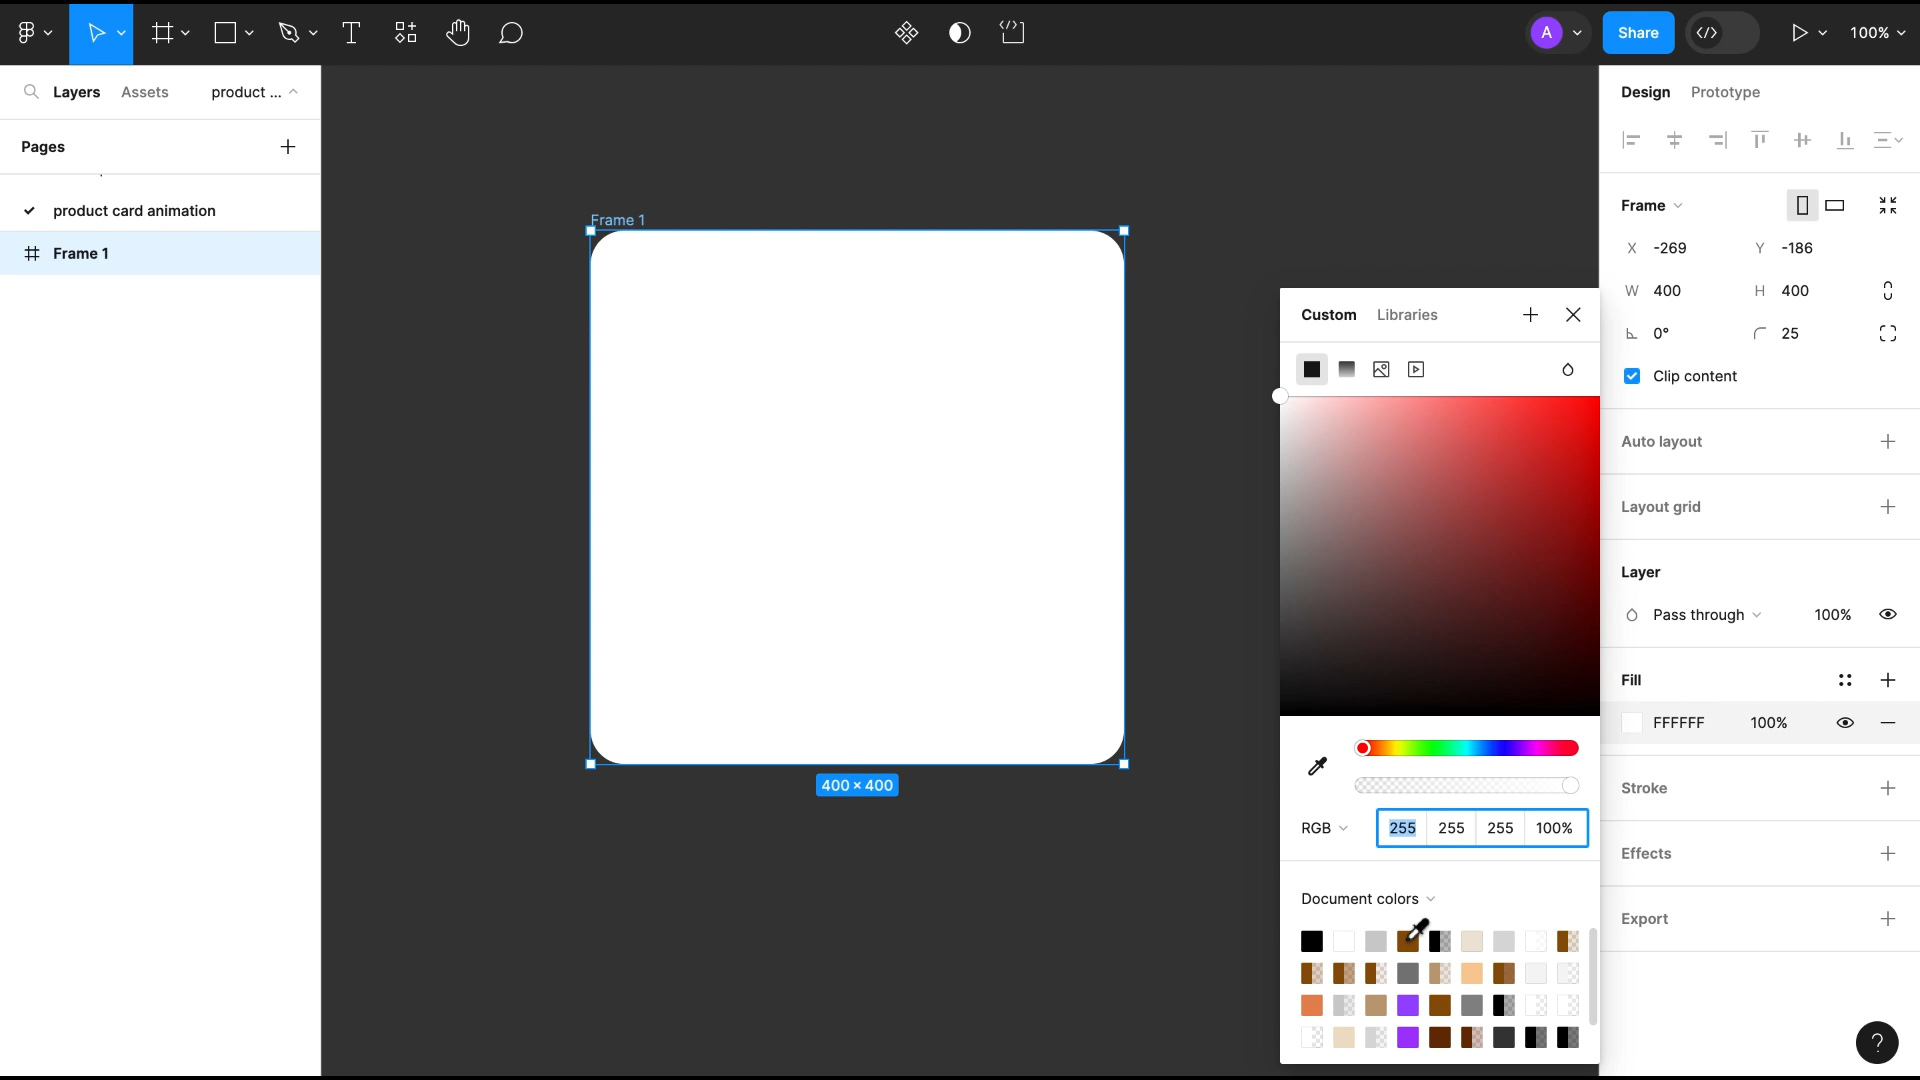 A
Share
100%
Layers
Assets
product ...
Design
Prototype
Pages
product card animation
Frame 1
Frame 1
400 × 400
Custom
Libraries
RGB
255
255
255
100%
Document colors
Frame
X
-269
Y
-186
W
400
H
400
0°
25
Clip content
Auto layout
Layout grid
Layer
Pass through
100%
Fill
FFFFFF
100%
Stroke
Effects
Export
?